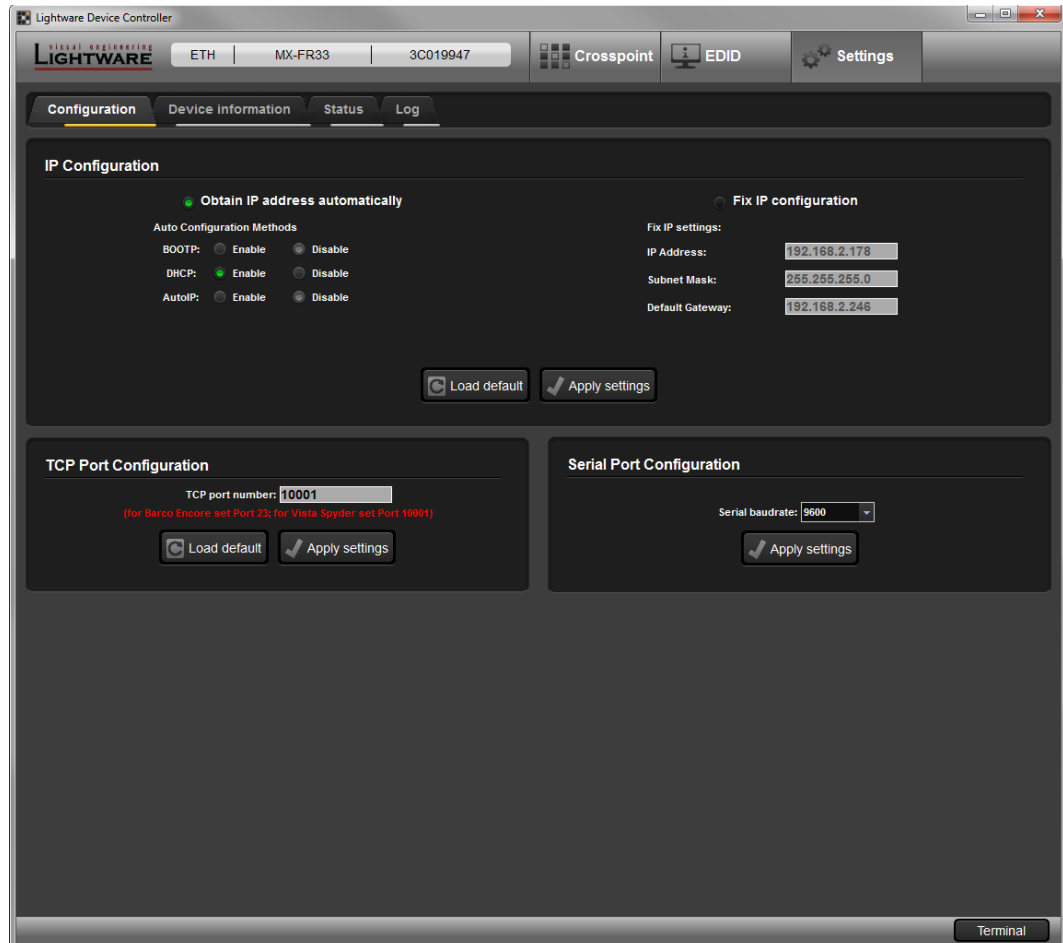 Lightware Device Controller
visual engineering
LIGHTWARE
ETH MX-FR33 3C019947
Crosspoint
EDID
Settings
Configuration Device information Status Log
IP Configuration
Obtain IP address automatically
Auto Configuration Methods
BOOTP: Enable Disable
DHCP: Enable Disable
AutoIP: Enable Disable
Fix IP configuration
Fix IP settings:
IP Address: 192.168.2.178
Subnet Mask: 255.255.255.0
Default Gateway: 192.168.2.246
Load default Apply settings
TCP Port Configuration
TCP port number: 10001
(for Barco Encore set Port 23; for Vista Spyder set Port 10001)
Load default Apply settings
Serial Port Configuration
Serial baudrate: 9600
Apply settings
Terminal